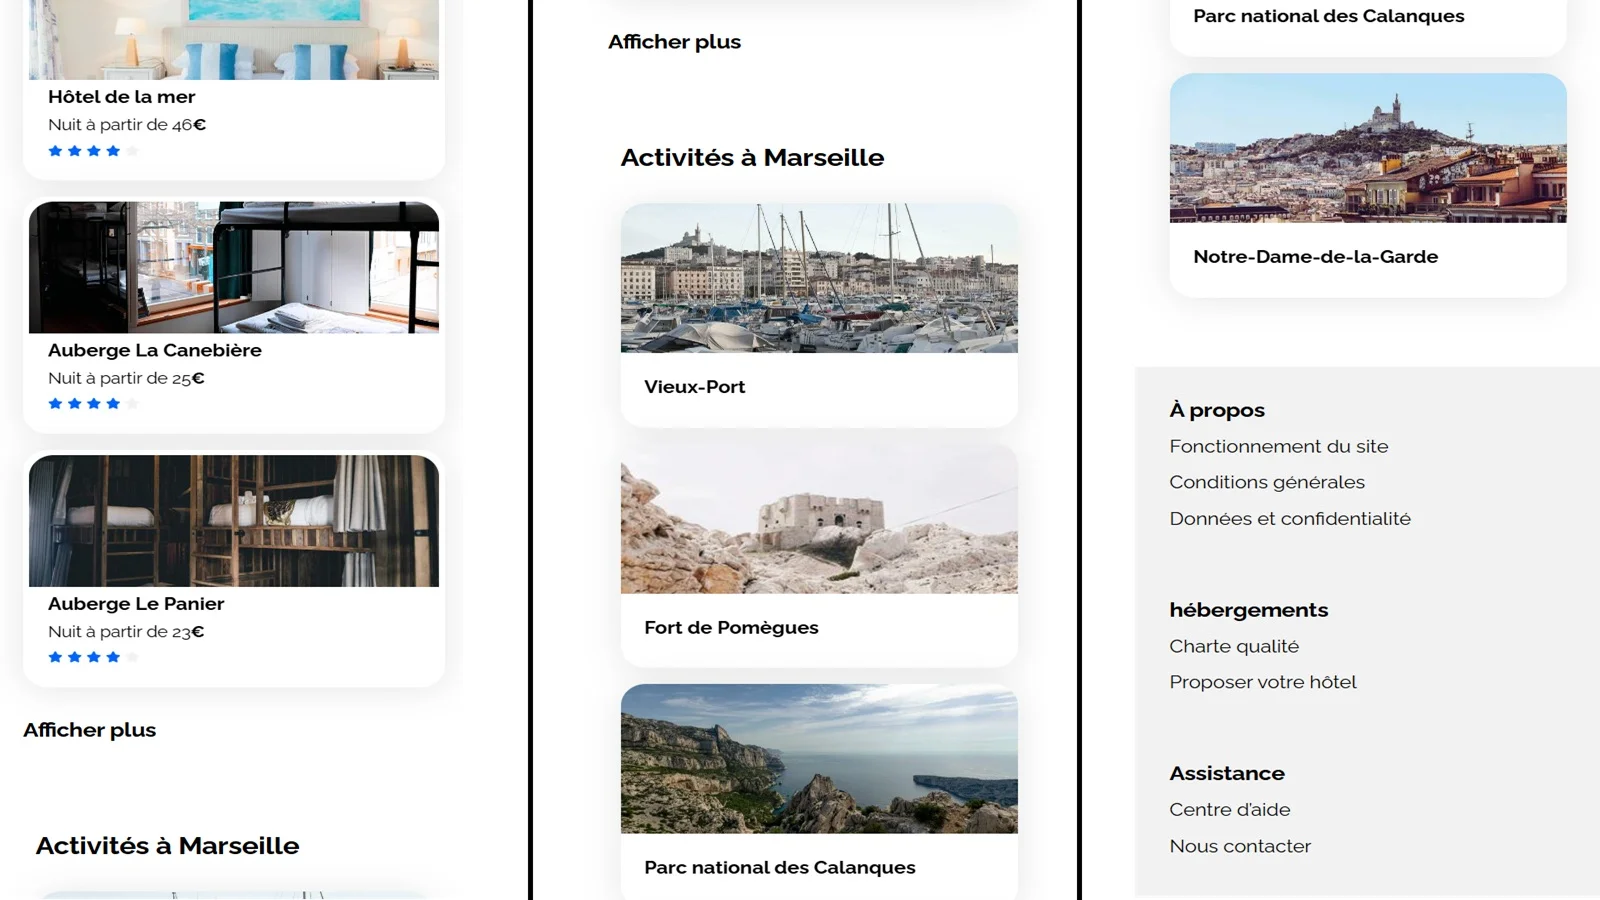 Hôtel de la mer
Nuit à partir de 46€
Auberge La Canebière
Nuit à partir de 25€
Auberge Le Panier
Nuit à partir de 23€
Afficher plus
Activités à Marseille
Afficher plus
Activités à Marseille
Vieux-Port
Fort de Pomègues
Parc national des Calanques
Parc national des Calanques
Notre-Dame-de-la-Garde
À propos
Fonctionnement du site
Conditions générales
Données et confidentialité
hébergements
Charte qualité
Proposer votre hôtel
Assistance
Centre d'aide
Nous contacter